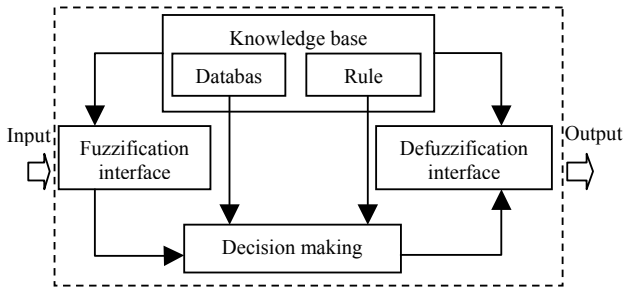 Knowledge base
Databas
Rule
Input
Fuzzification
interface
Defuzzification
interface
Output
Decision making